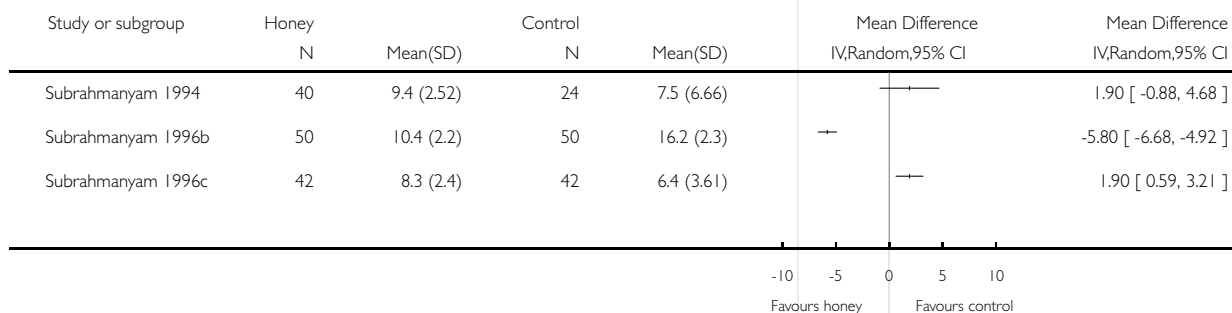 Study or subgroup Honey Control Mean Difference Mean Difference
N Mean(SD) N Mean(SD) IV,Random,95% CI IV,Random,95% CI
Subrahmanyam 1994 40 9.4 (2.52) 24 7.5 (6.66) 1.90 [ -0.88, 4.68 ]
Subrahmanyam 1996b 50 10.4 (2.2) 50 16.2 (2.3) -5.80 [ -6.68, -4.92 ]
Subrahmanyam 1996c 42 8.3 (2.4) 42 6.4 (3.61) 1.90 [ 0.59, 3.21 ]
-10 -5 0 5 10
Favours honey Favours control